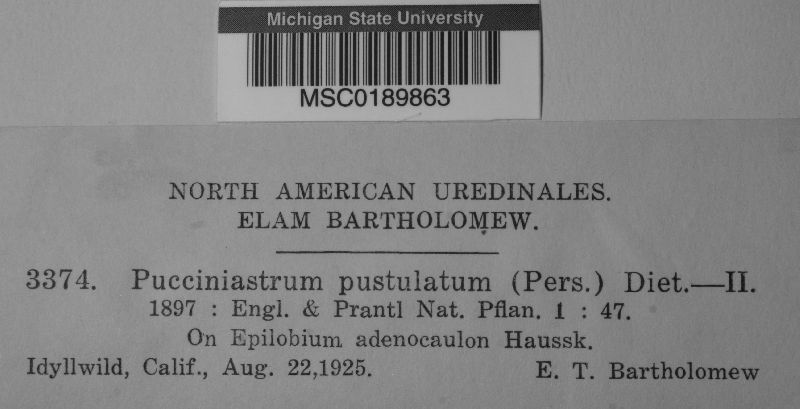 Michigan State University
MSC0189863
NORTH AMERICAN UREDINALES.
ELAM BARTHOLOMEW.
3374. Pucciniastrum pustulatum (Pers.) Diet.—II.
1897 : Engl. & Prantl Nat. Pflan. 1 : 47.
On Epilobium adenocaulon Haussk.
Idyllwild, Calif., Aug. 22,1925. E. T. Bartholomew